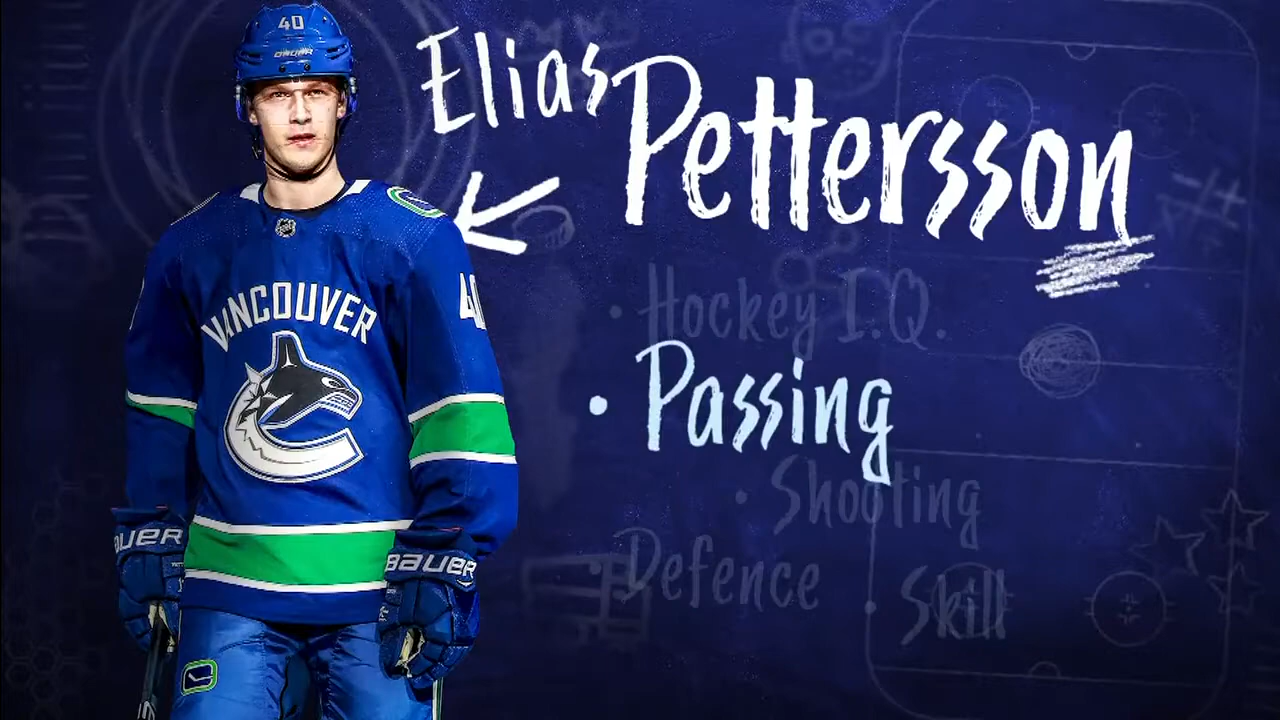 40
BAUER
Elias
Pettersson
VANCOUVER
40
• Hockey I.Q.
• Passing
• Shooting
• Defence
• Skill
BAUER